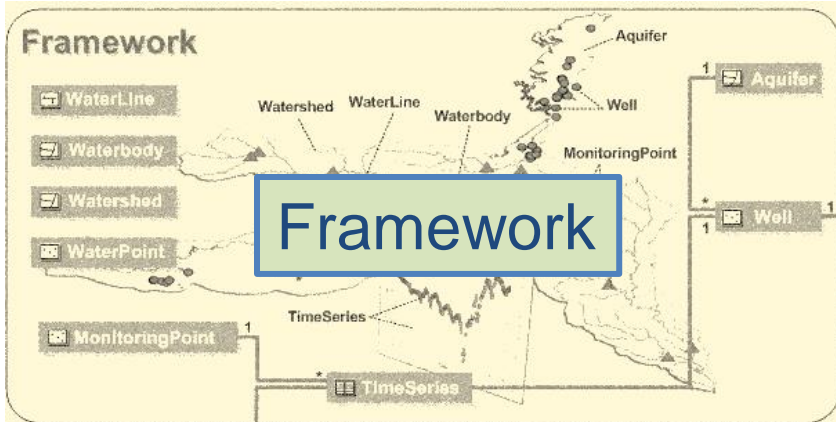 Framework
WaterLine
Waterbody
Watershed
WaterPoint
MonitoringPoint
Watershed
WaterLine
Waterbody
Aquifer
Well
MonitoringPoint
Framework
TimeSeries
1
*
TimeSeries
1
Aquifer
*
1
Well
1